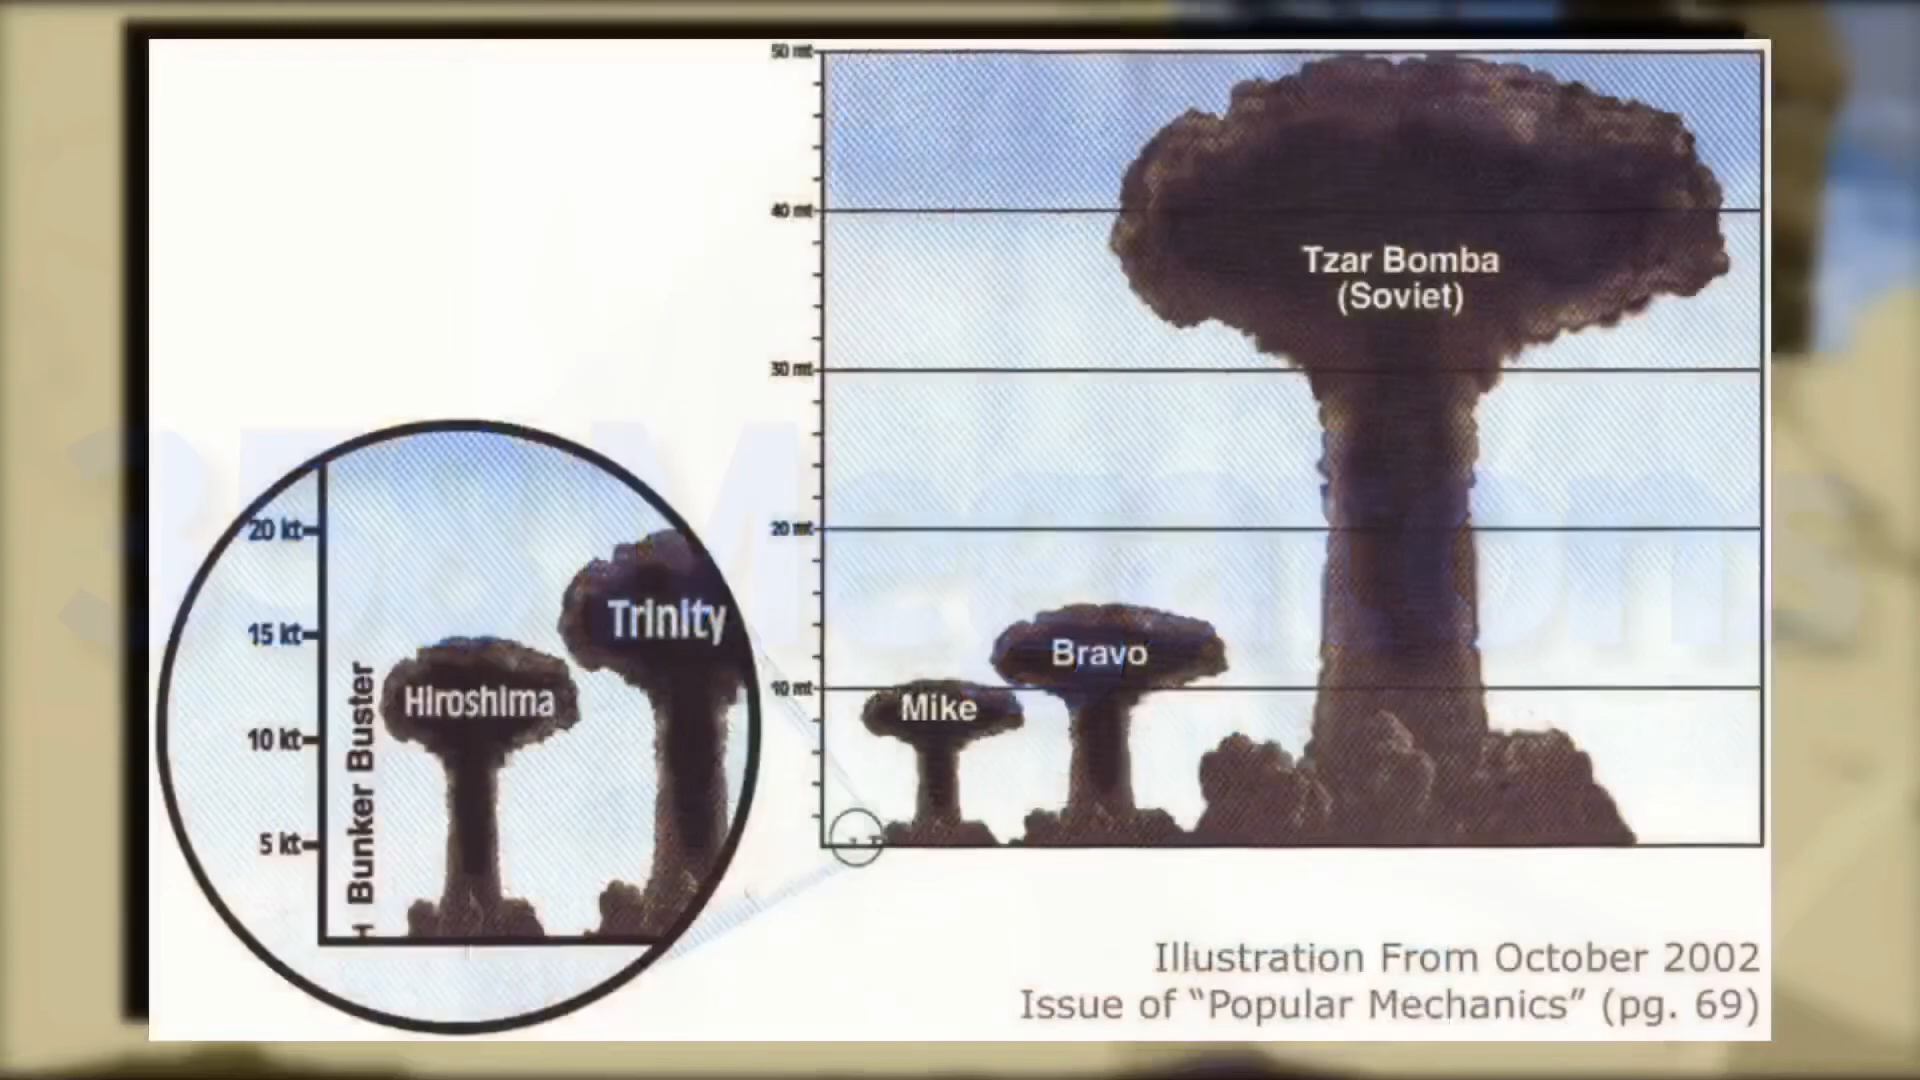 50 mt
40 mt
30 mt
20 mt
10 mt
Tzar Bomba
(Soviet)
Bravo
Mike
20 kt
15 kt
10 kt
5 kt
Bunker Buster
Hiroshima
Trinity
Megatons
Illustration From October 2002
Issue of “Popular Mechanics” (pg. 69)